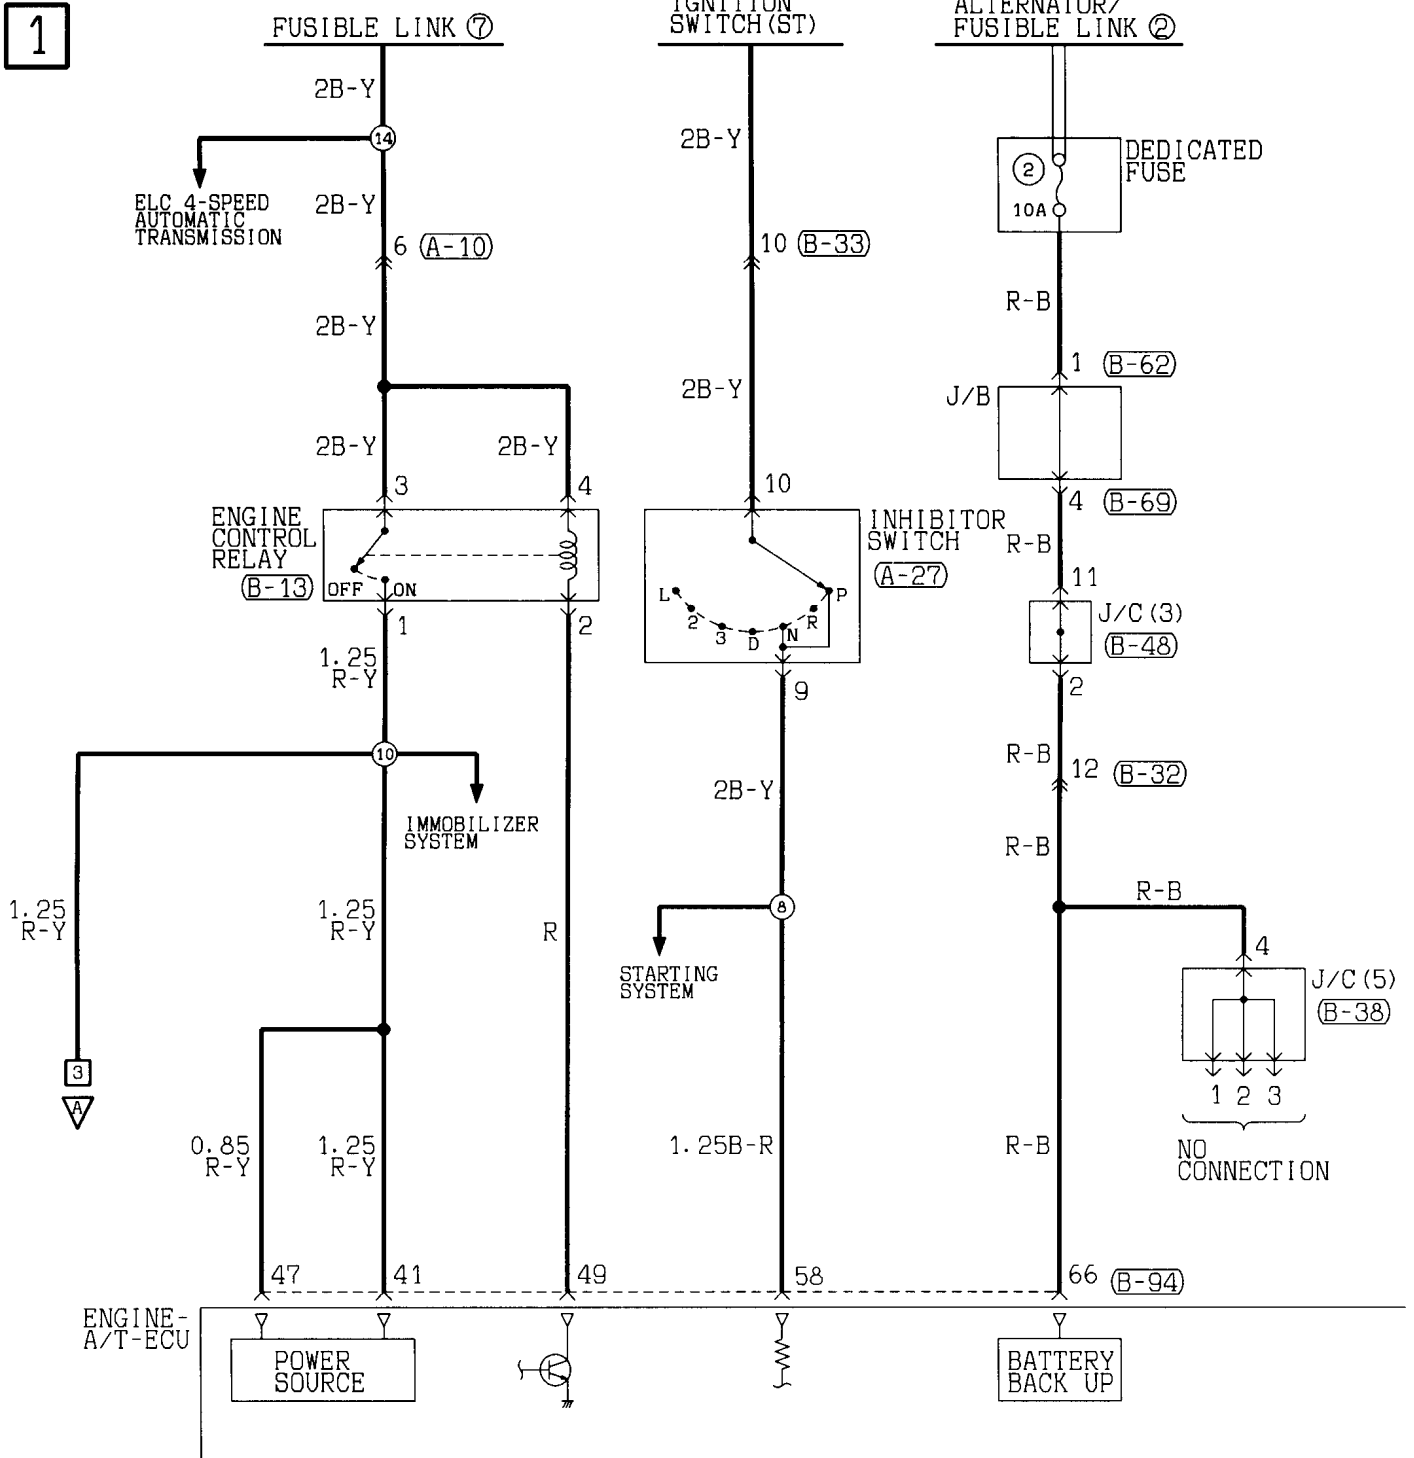 1
FUSIBLE LINK ⑦
IGNITION
SWITCH(ST)
ALTERNATOR/
FUSIBLE LINK ②
2B-Y
14
ELC 4-SPEED
AUTOMATIC
TRANSMISSION
2B-Y
6 (A-10)
2B-Y
2B-Y
2B-Y
3
4
ENGINE
CONTROL
RELAY
(B-13)
OFF
ON
1
2
1.25
R-Y
10
IMMOBILIZER
SYSTEM
1.25
R-Y
1.25
R-Y
R
3
A
0.85
R-Y
1.25
R-Y
2B-Y
10 (B-33)
2B-Y
10
INHIBITOR
SWITCH
(A-27)
L
2
3
D
N
R
P
9
2B-Y
8
STARTING
SYSTEM
1.25B-R
DEDICATED
FUSE
2
10A
R-B
1 (B-62)
J/B
4 (B-69)
R-B
11
J/C(3)
(B-48)
2
R-B
12 (B-32)
R-B
R-B
4
J/C(5)
(B-38)
1 2 3
NO
CONNECTION
R-B
47
41
49
58
66 (B-94)
ENGINE-
A/T-ECU
POWER
SOURCE
BATTERY
BACK UP